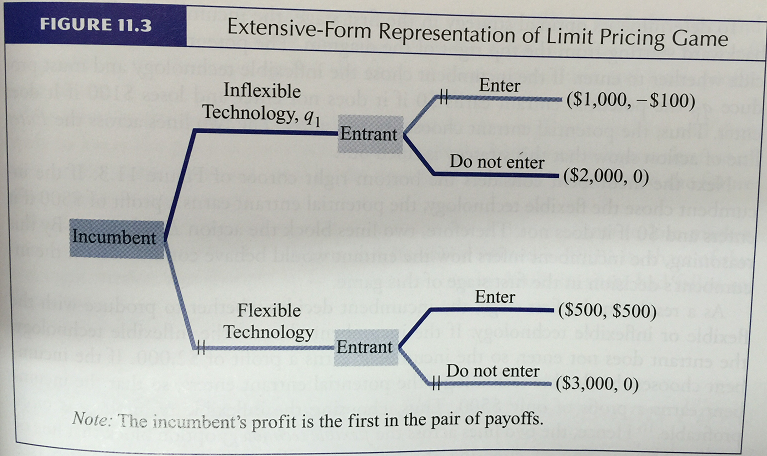 FIGURE 11.3
Extensive-Form Representation of Limit Pricing Game
Inflexible
Technology, q1
Entrant
Enter
($1,000, –$100)
Do not enter
($2,000, 0)
Incumbent
Flexible
Technology
Entrant
Enter
($500, $500)
Do not enter
($3,000, 0)
Note: The incumbent's profit is the first in the pair of payoffs.